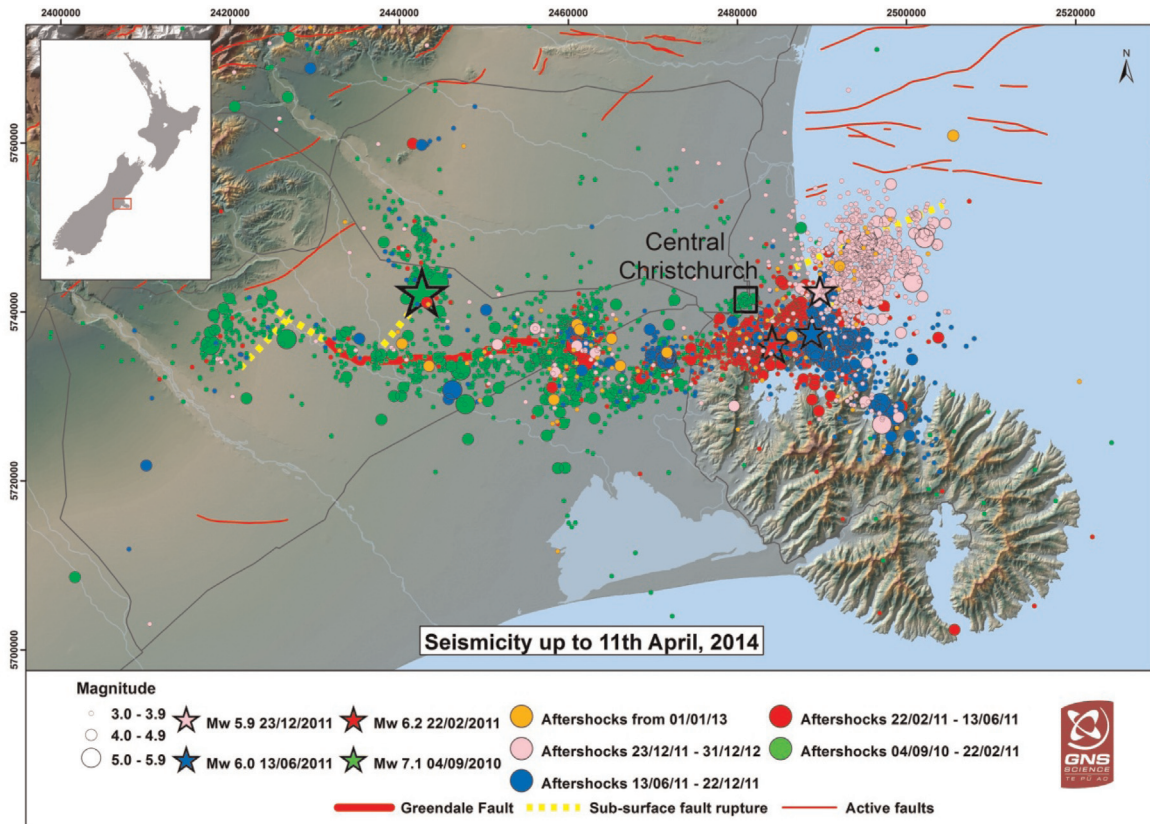 2400000 2420000 2440000 2460000 2480000 2500000 2520000
N
5760000
5740000
5720000
5700000
Central
Christchurch
Seismicity up to 11th April, 2014
Magnitude
3.0 - 3.9
4.0 - 4.9
5.0 - 5.9
Mw 5.9 23/12/2011
Mw 6.0 13/06/2011
Mw 6.2 22/02/2011
Mw 7.1 04/09/2010
Aftershocks from 01/01/13
Aftershocks 23/12/11 - 31/12/12
Aftershocks 13/06/11 - 22/12/11
Aftershocks 22/02/11 - 13/06/11
Aftershocks 04/09/10 - 22/02/11
Greendale Fault
Sub-surface fault rupture
Active faults
GNS
SCIENCE
TE PŪ AO